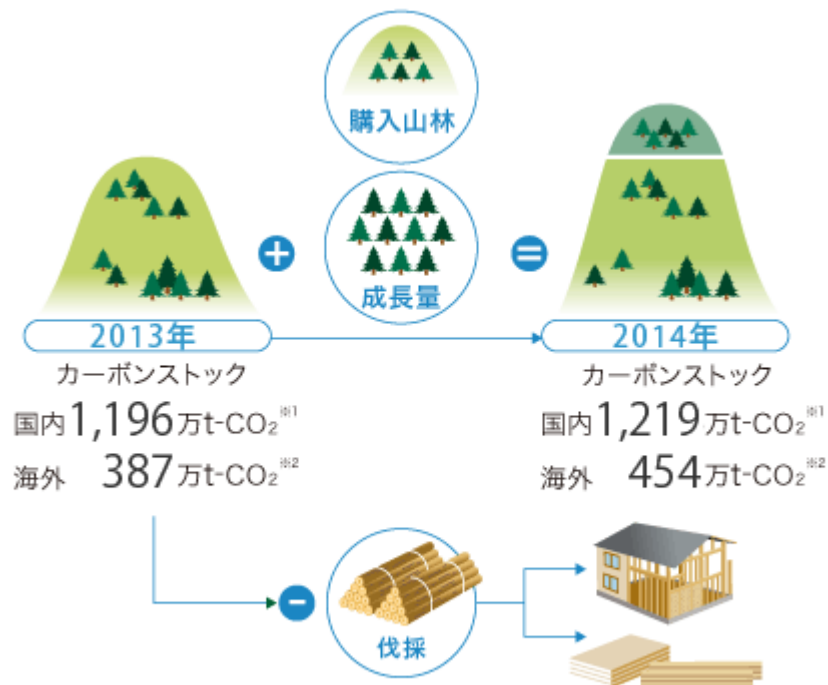 購入山林
成長量
2013年
カーボンストック
国内1,196万t-CO₂※1
海外 387万t-CO₂※2
2014年
カーボンストック
国内1,219万t-CO₂※1
海外 454万t-CO₂※2
伐採